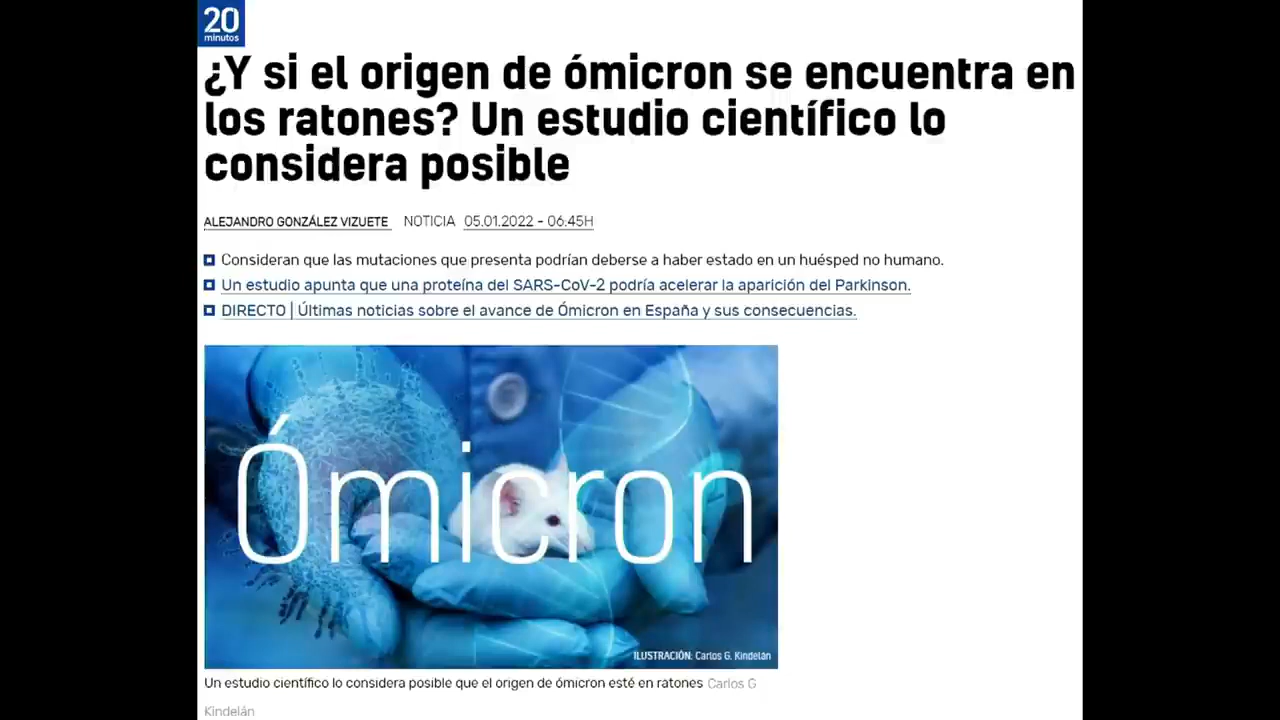 20
minutos
¿Y si el origen de ómicron se encuentra en
los ratones? Un estudio científico lo
considera posible
ALEJANDRO GONZÁLEZ VIZUETE NOTICIA 05.01.2022 - 06:45H
Consideran que las mutaciones que presenta podrían deberse a haber estado en un huésped no humano.
Un estudio apunta que una proteína del SARS-CoV-2 podría acelerar la aparición del Parkinson.
DIRECTO | Últimas noticias sobre el avance de Ómicron en España y sus consecuencias.
Ómicron
ILUSTRACIÓN: Carlos G. Kindelán
Un estudio científico lo considera posible que el origen de ómicron esté en ratones Carlos G
Kindelán